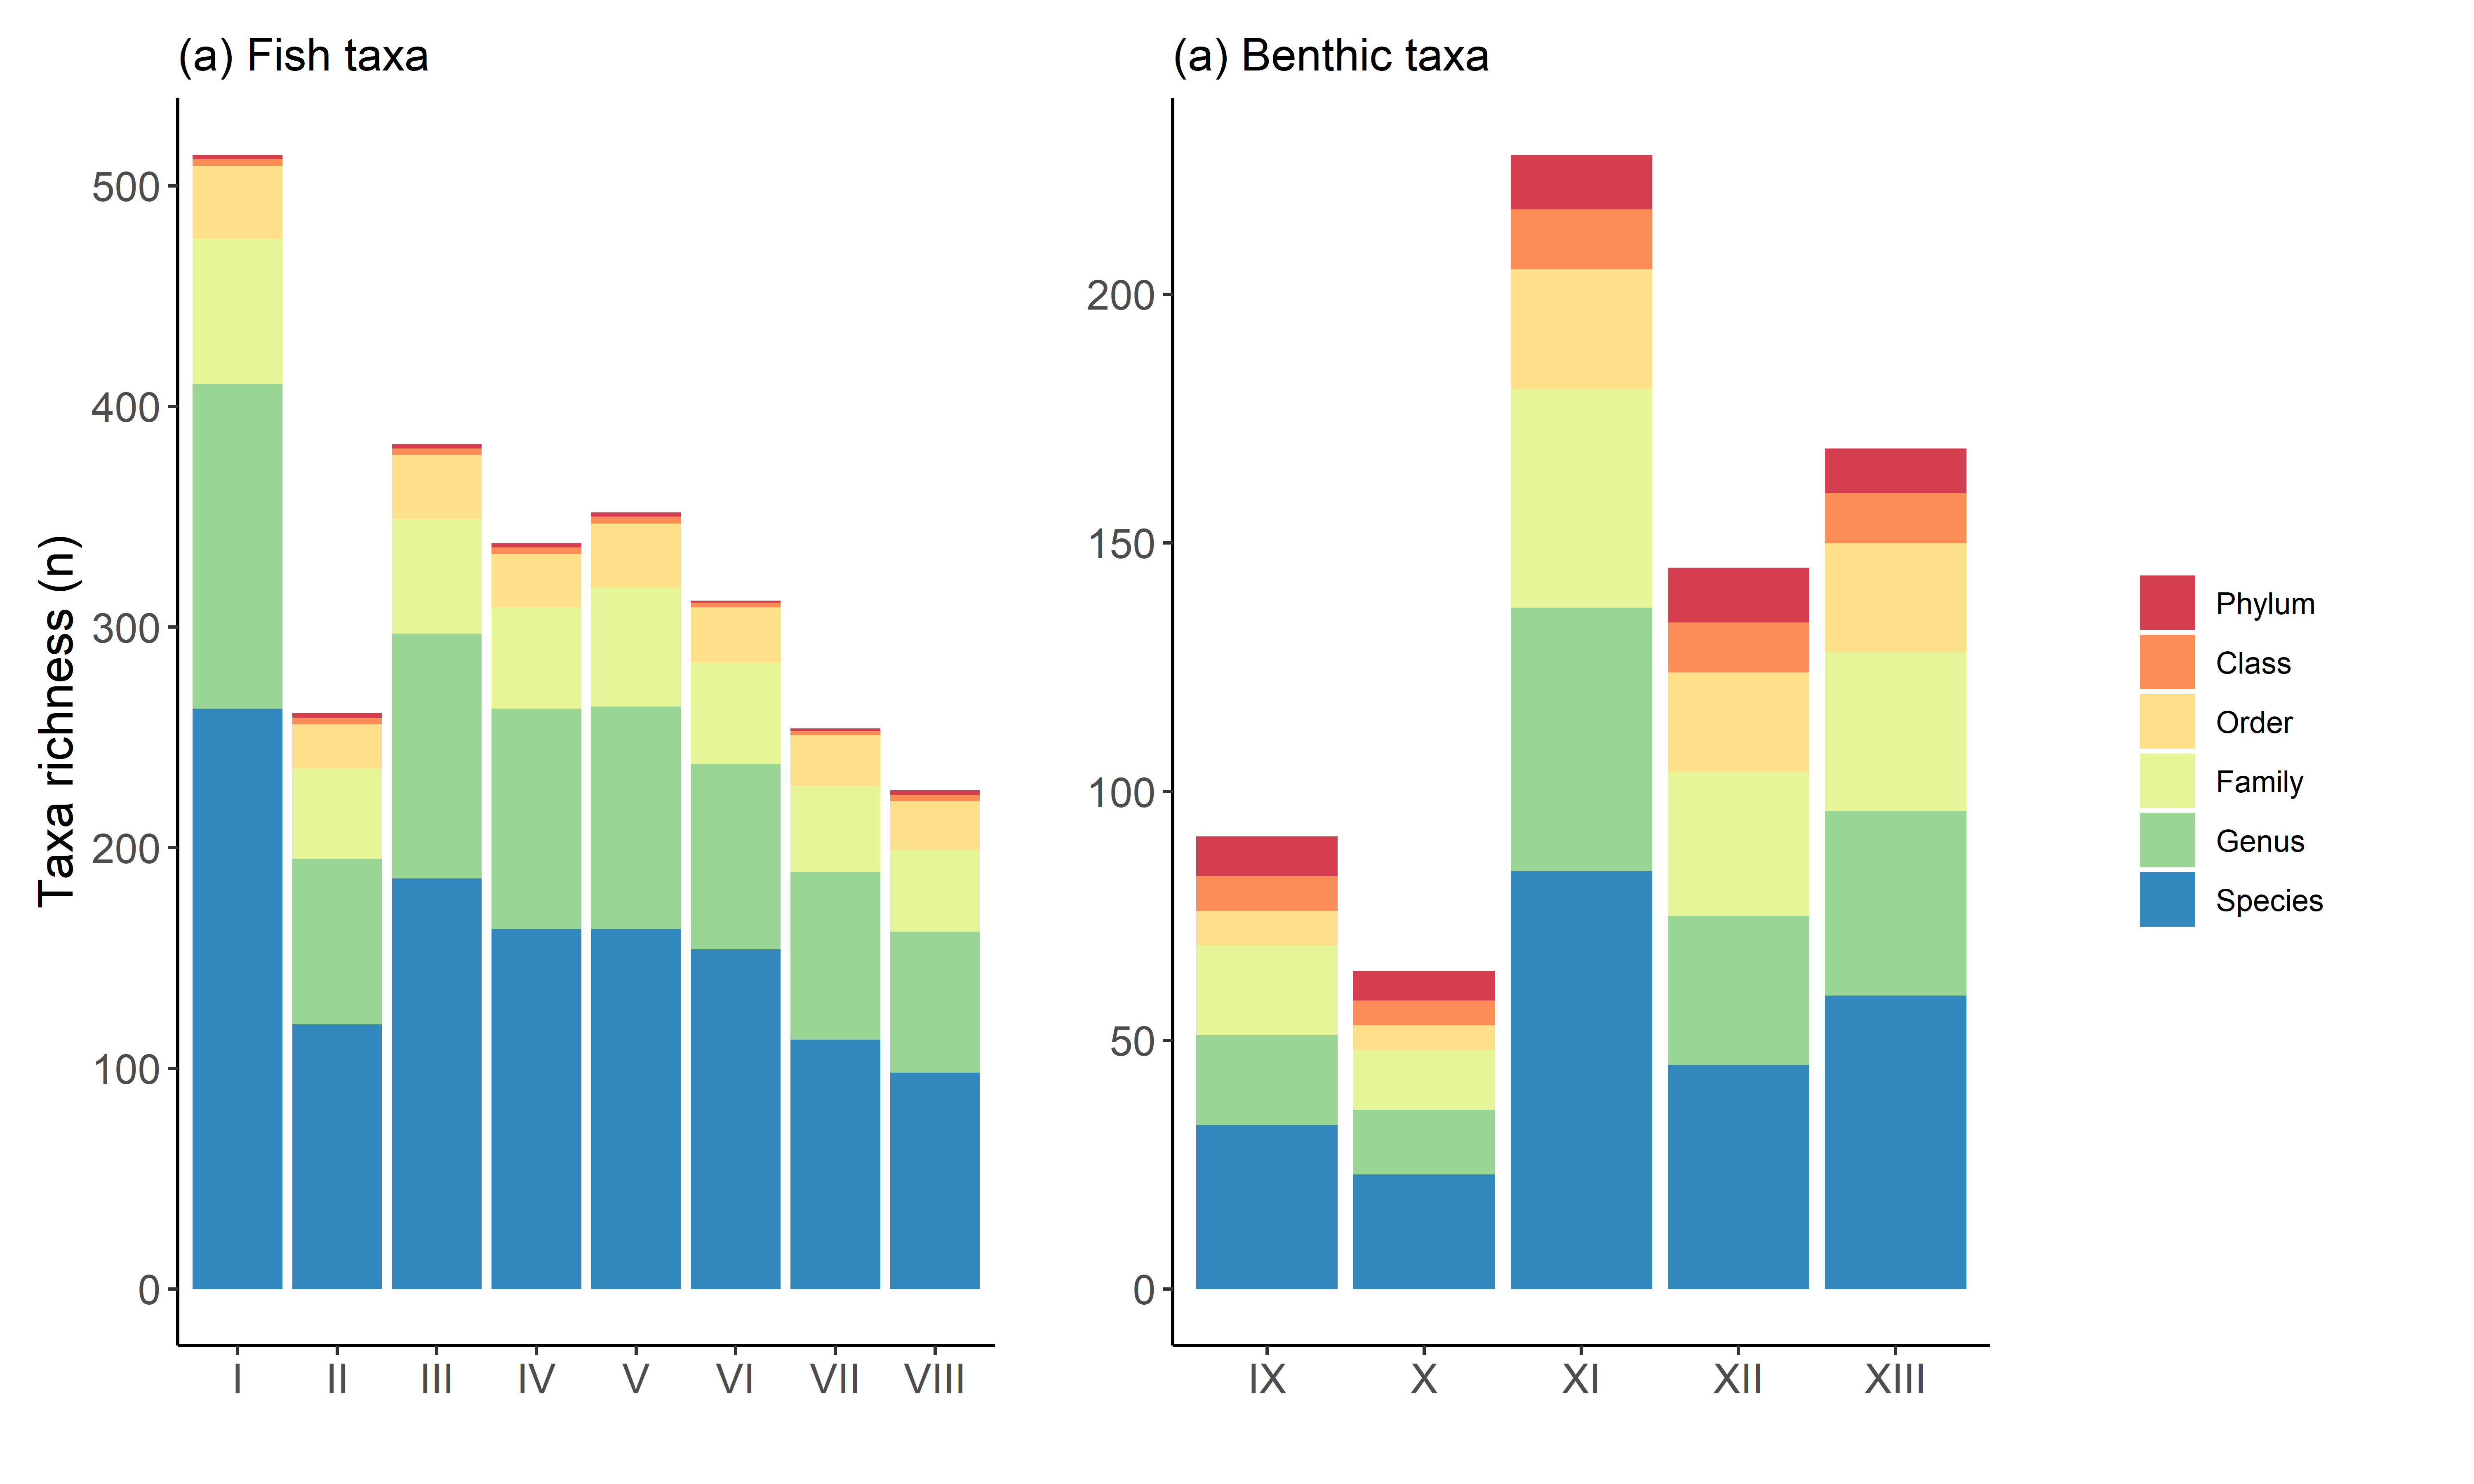 (a) Fish taxa
Taxa richness (n)
500
400
300
200
100
0
I II III IV V VI VII VIII
(a) Benthic taxa
200
150
100
50
0
IX X XI XII XIII
Phylum
Class
Order
Family
Genus
Species